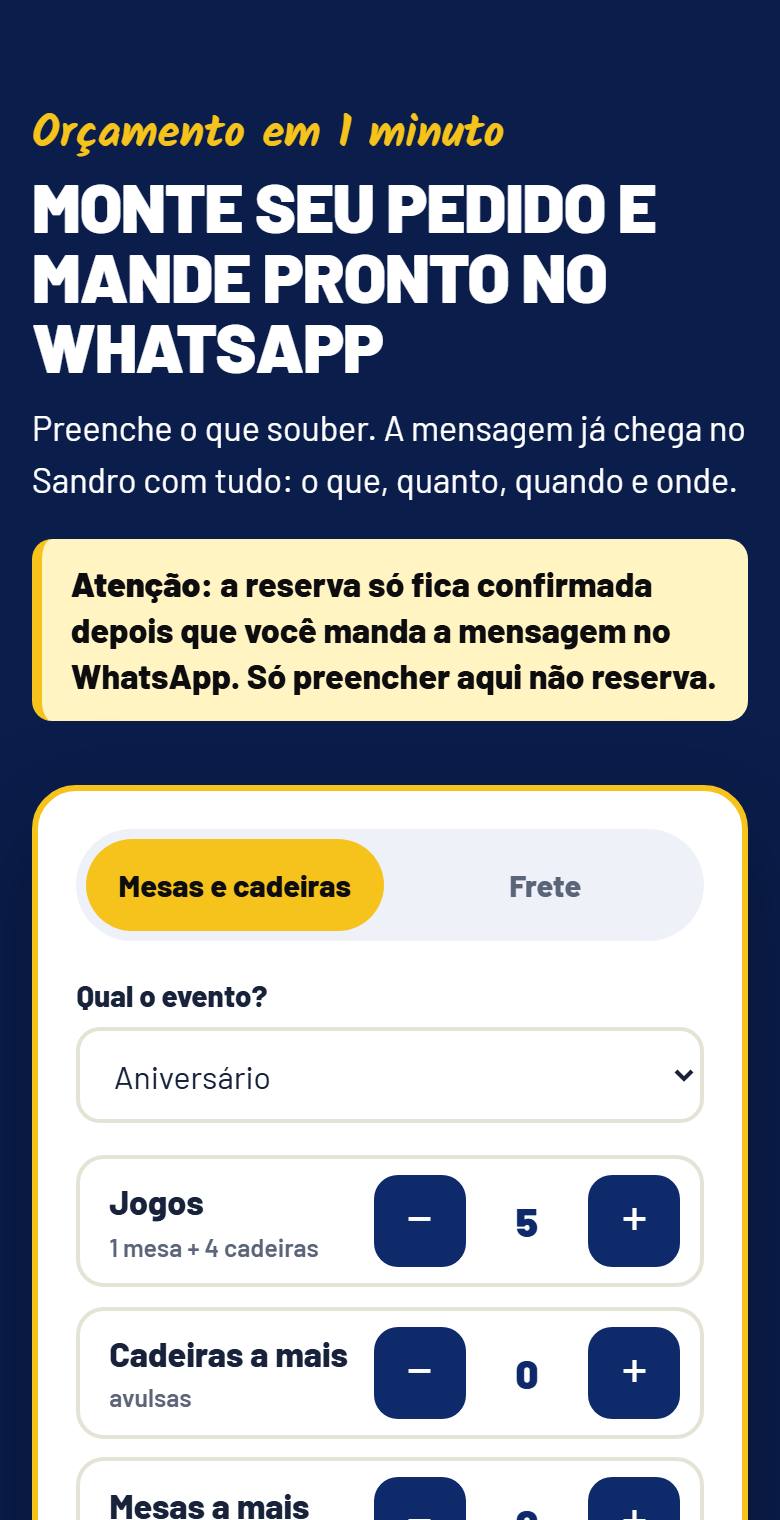 Orçamento em 1 minuto
MONTE SEU PEDIDO E
MANDE PRONTO NO
WHATSAPP
Preenche o que souber. A mensagem já chega no
Sandro com tudo: o que, quanto, quando e onde.
Atenção: a reserva só fica confirmada
depois que você manda a mensagem no
WhatsApp. Só preencher aqui não reserva.
Mesas e cadeiras Frete
Qual o evento?
Aniversário
Jogos
1 mesa + 4 cadeiras
− 5 +
Cadeiras a mais
avulsas
− 0 +
Mesas a mais